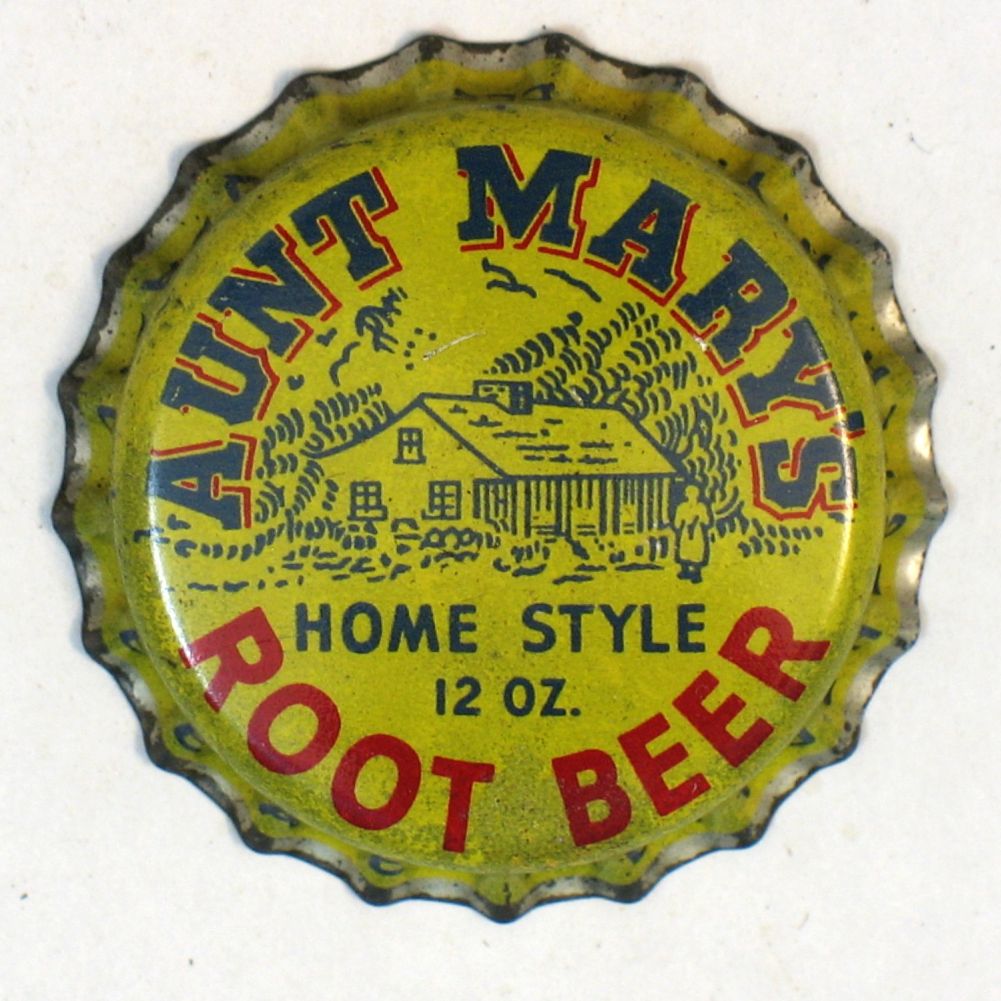 AUNT MARY'S
HOME STYLE
12 OZ.
ROOT BEER